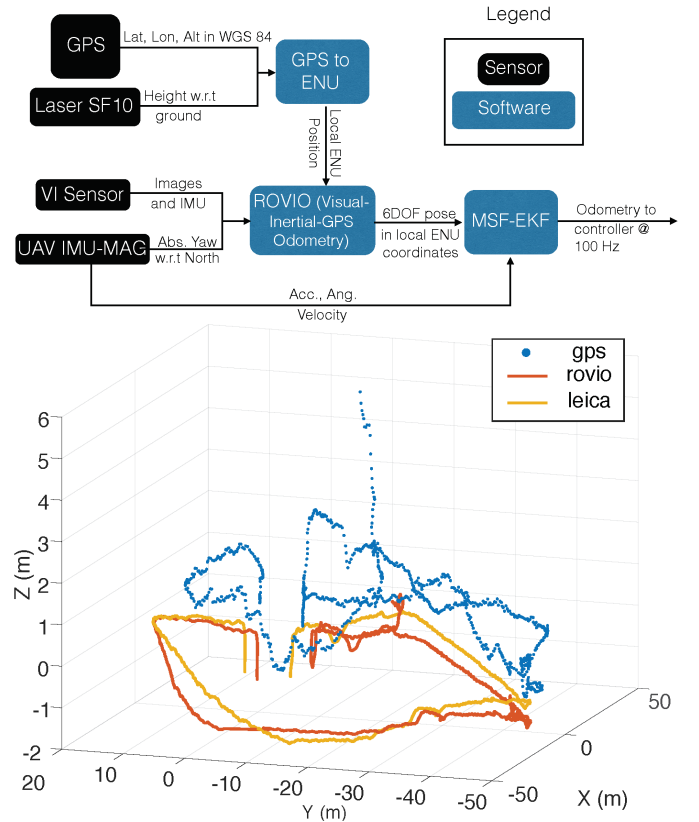 Legend
GPS
Lat, Lon, Alt in WGS 84
GPS to
ENU
Sensor
Software
Laser SF10
Height w.r.t
ground
Local ENU
Position
VI Sensor
Images
and IMU
ROVIO (Visual-
Inertial-GPS
Odometry)
6DOF pose
in local ENU
coordinates
MSF-EKF
Odometry to
controller @
100 Hz
UAV IMU-MAG
Abs. Yaw
w.r.t North
Acc., Ang.
Velocity
gps
rovio
leica
6
5
4
3
2
1
0
-1
-2
Z (m)
20
10
0
-10
-20
-30
-40
-50
Y (m)
-50
0
50
X (m)